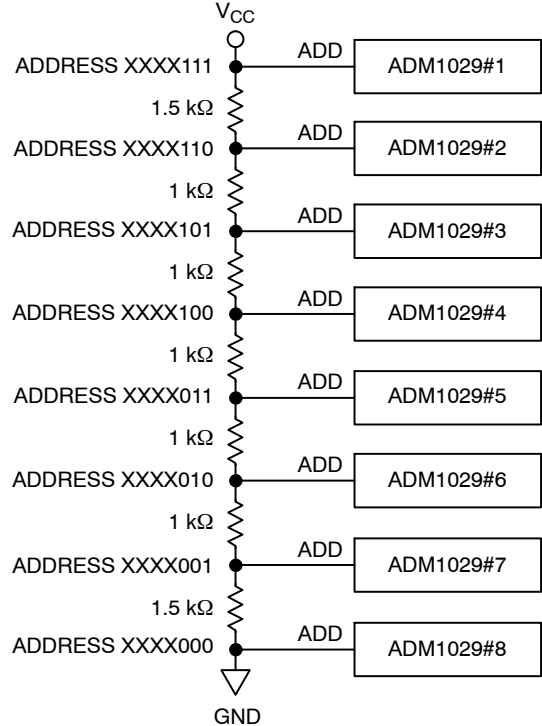 VCC
ADDRESS XXXX111 ADD ADM1029#1
1.5 kΩ
ADDRESS XXXX110 ADD ADM1029#2
1 kΩ
ADDRESS XXXX101 ADD ADM1029#3
1 kΩ
ADDRESS XXXX100 ADD ADM1029#4
1 kΩ
ADDRESS XXXX011 ADD ADM1029#5
1 kΩ
ADDRESS XXXX010 ADD ADM1029#6
1 kΩ
ADDRESS XXXX001 ADD ADM1029#7
1.5 kΩ
ADDRESS XXXX000 ADD ADM1029#8
GND